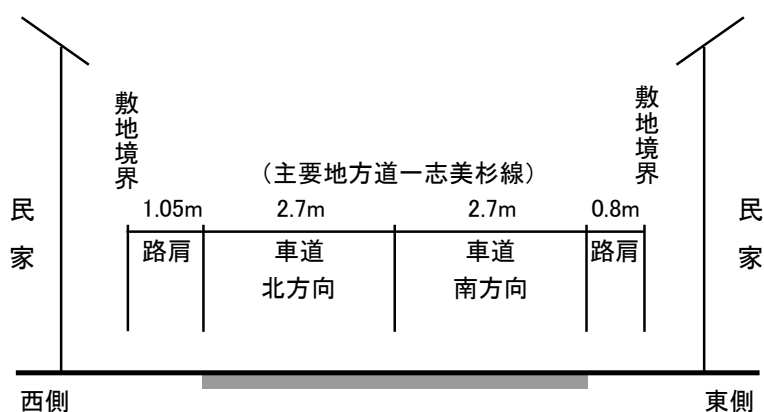 敷地境界
敷地境界
(主要地方道一志美杉線)
民家
1.05m
2.7m
2.7m
0.8m
民家
路肩
車道
北方向
車道
南方向
路肩
西側
東側